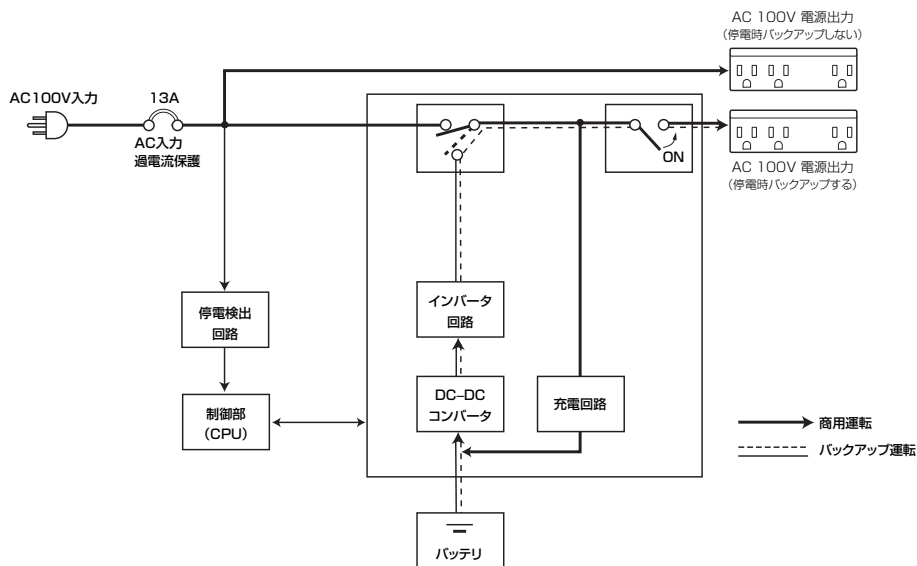 AC 100V 電源出力
(停電時バックアップしない)
AC100V入力
13A
AC入力
過電流保護
ON
AC 100V 電源出力
(停電時バックアップする)
停電検出
回路
インバータ
回路
制御部
(CPU)
DC–DC
コンバータ
充電回路
商用運転
バックアップ運転
バッテリ